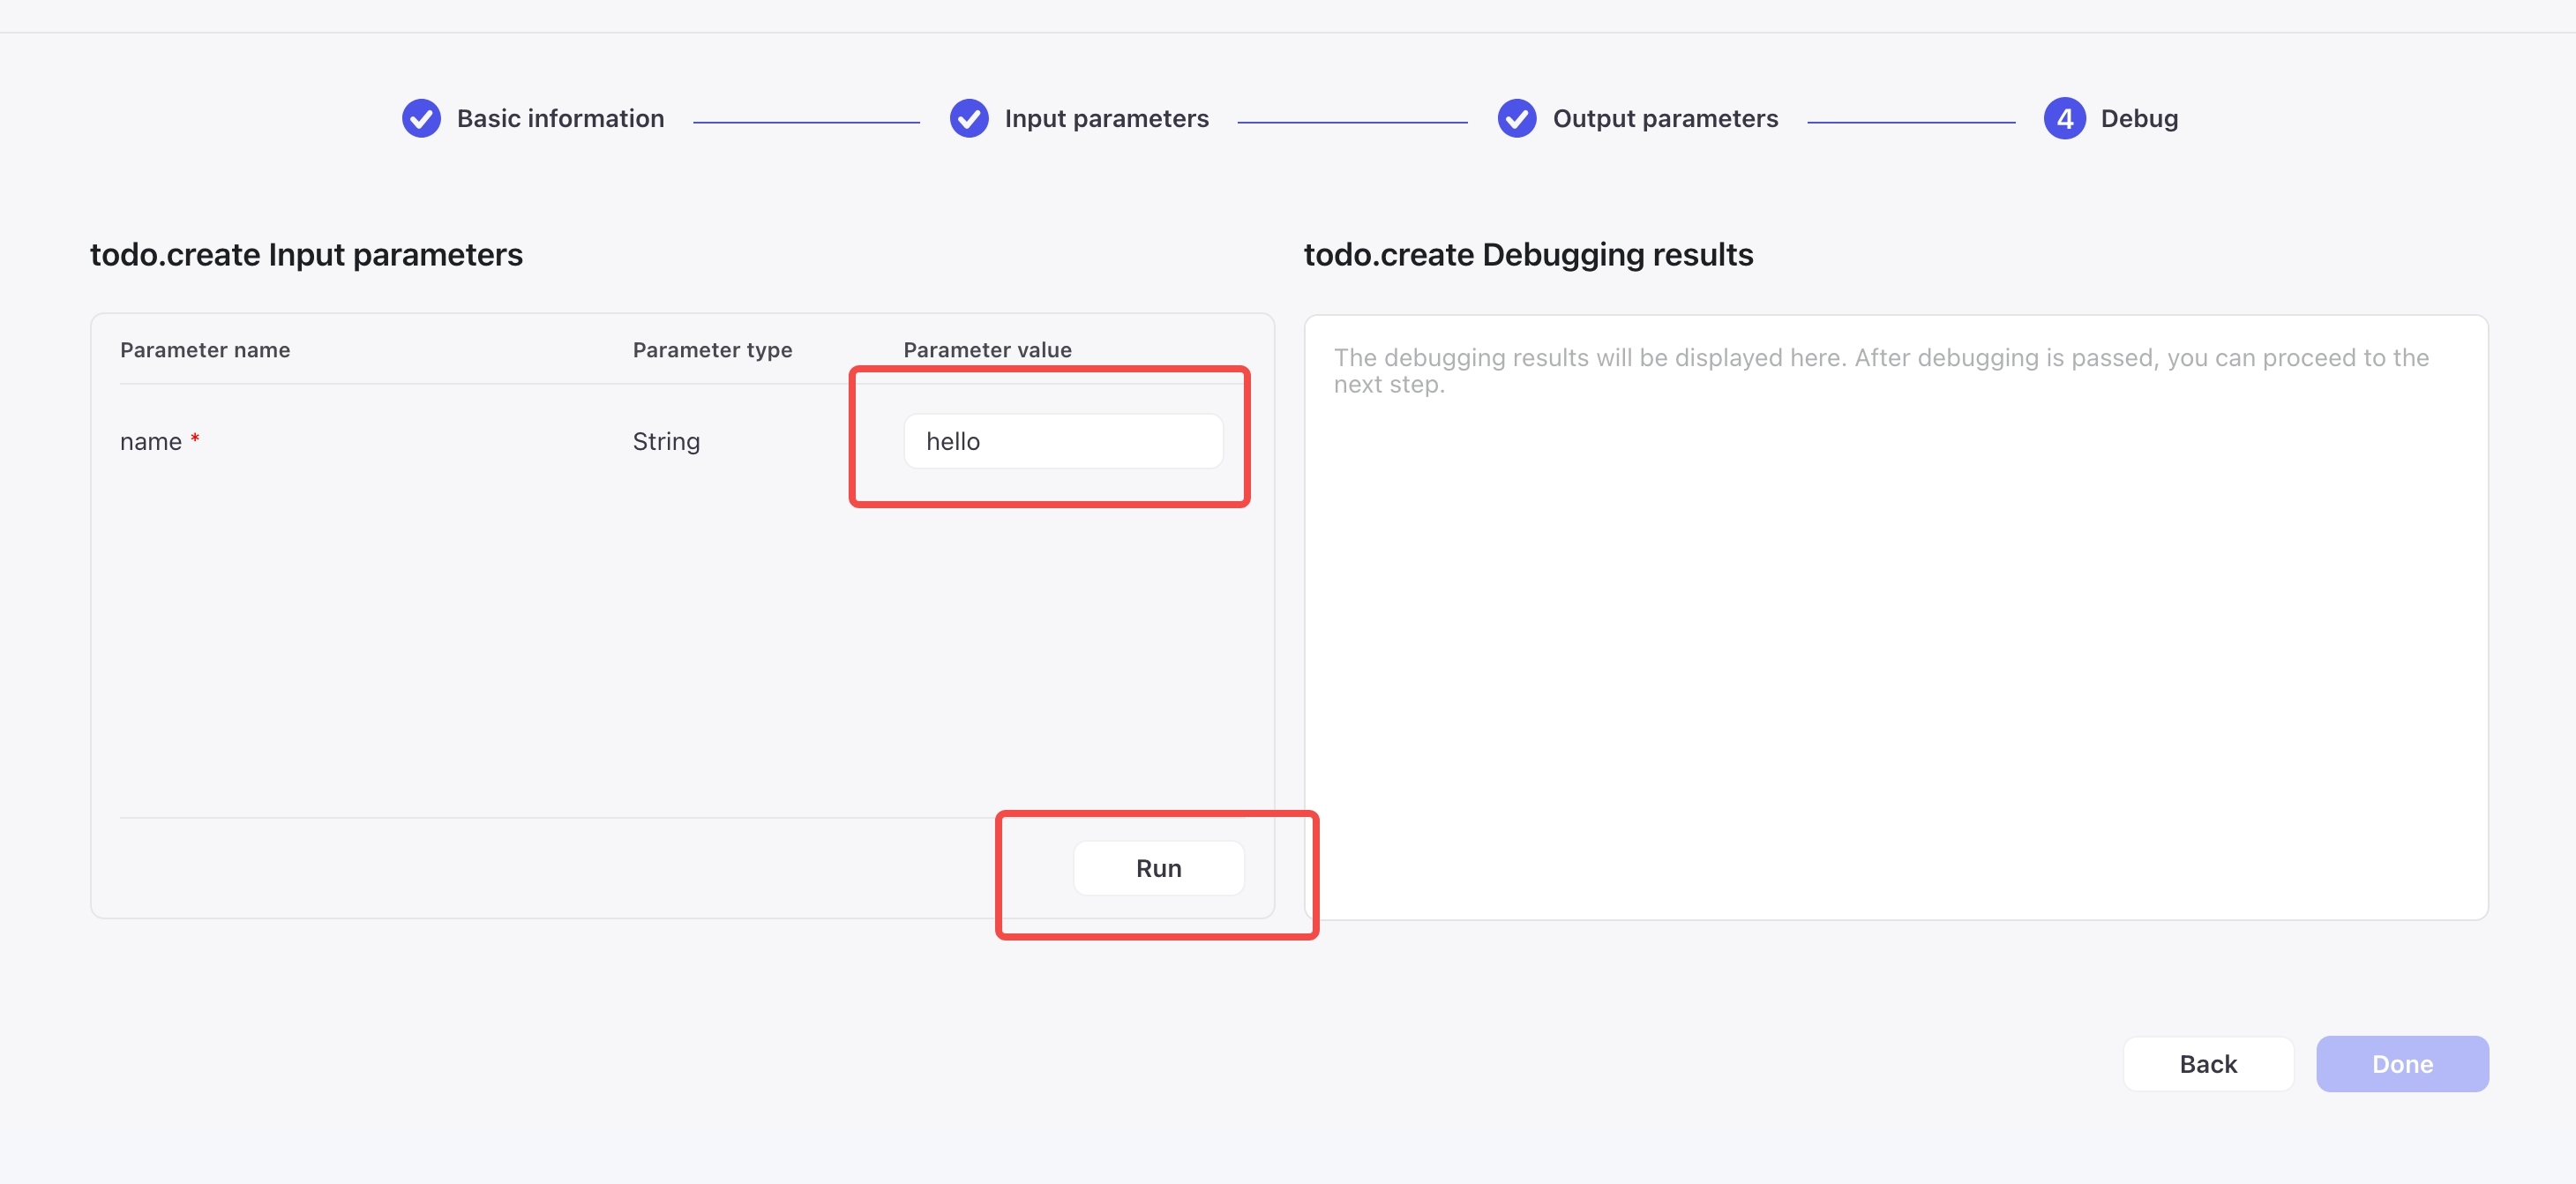 Basic information
Input parameters
Output parameters
4 Debug
todo.create Input parameters
Parameter name Parameter type Parameter value
name * String hello
Run
todo.create Debugging results
The debugging results will be displayed here. After debugging is passed, you can proceed to the
next step.
Back
Done